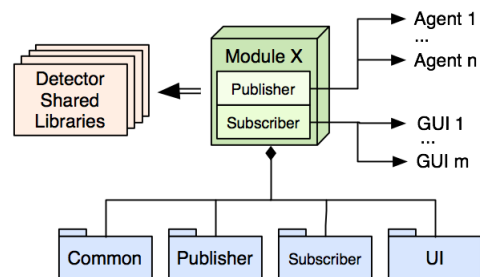 Module X
Publisher
Subscriber
Detector
Shared
Libraries
Agent 1
...
Agent n
GUI 1
...
GUI m
Common
Publisher
Subscriber
UI